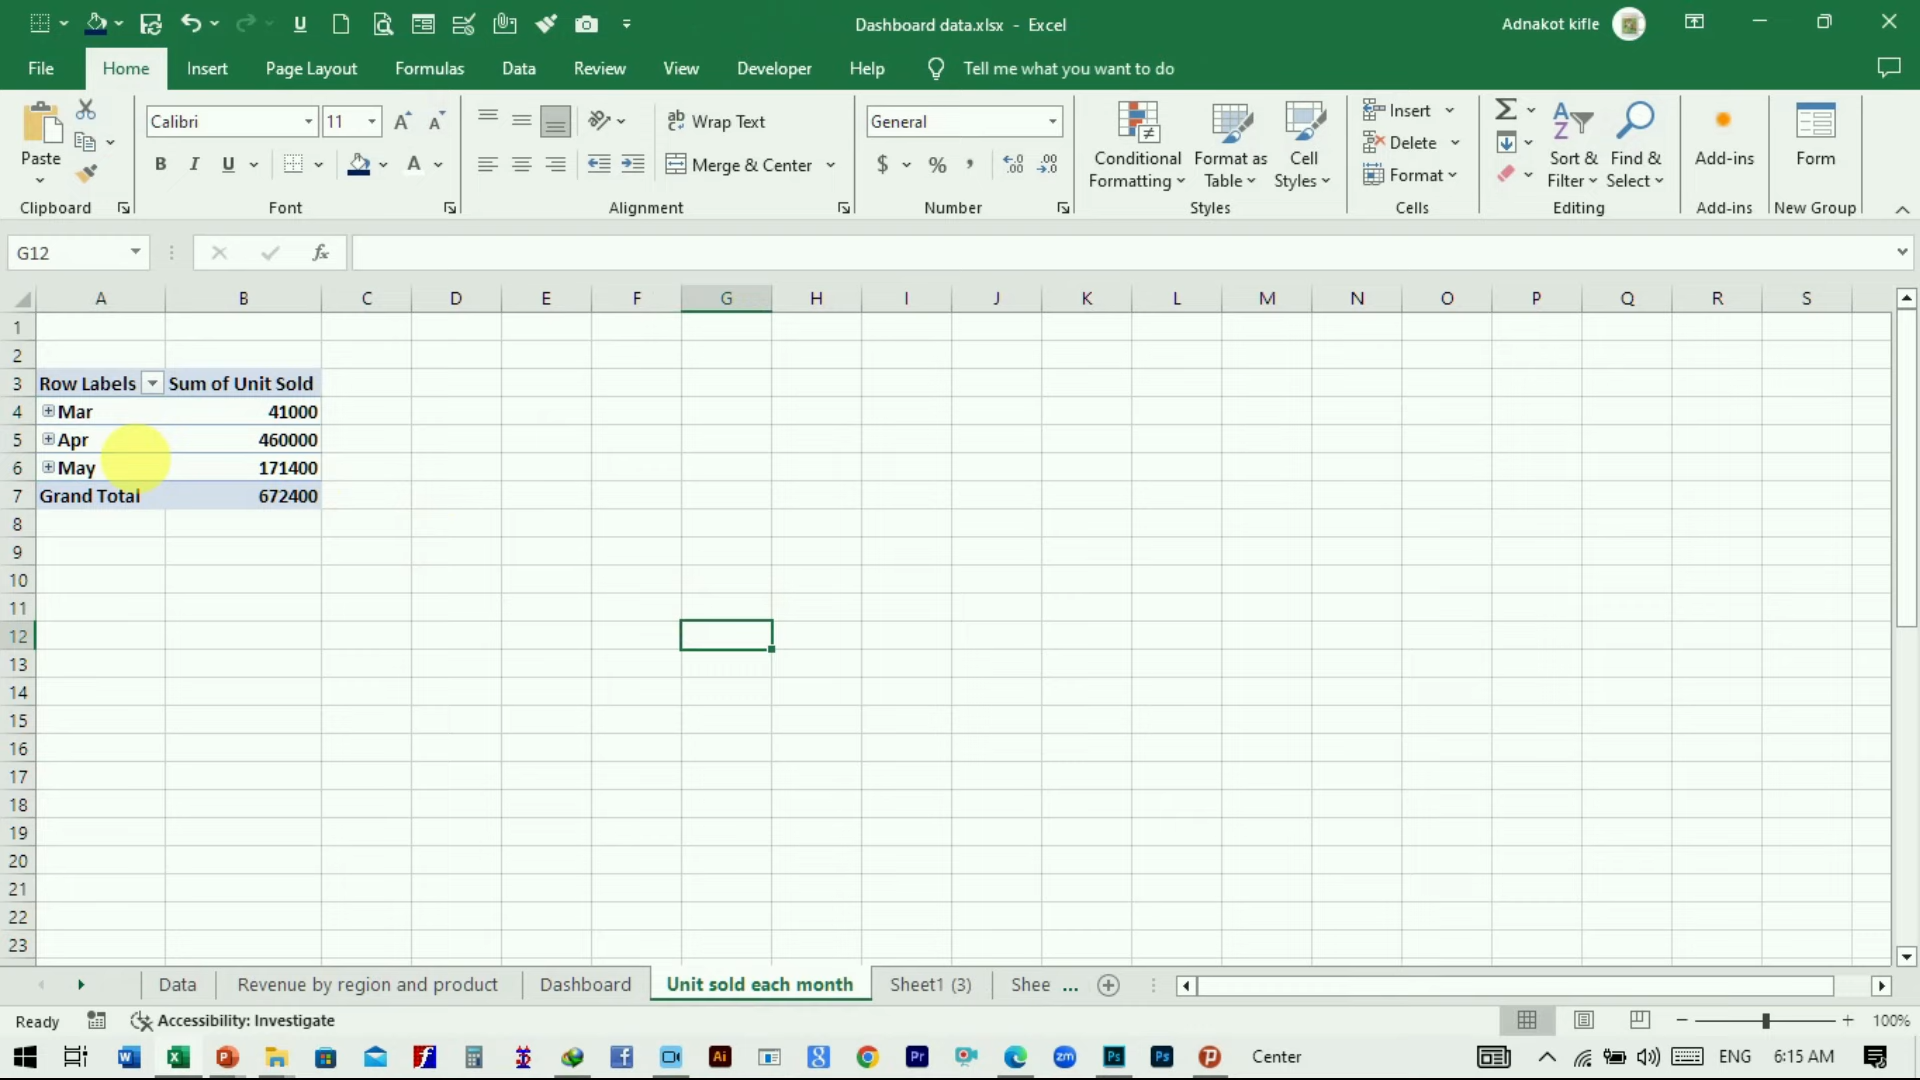 Dashboard data.xlsx - Excel
Adnakot kifle
File Home Insert Page Layout Formulas Data Review View Developer Help Tell me what you want to do
Paste
Clipboard
Calibri 11
B I U A
Font
Wrap Text
Merge & Center
Alignment
General
$ % ,
Number
Conditional Formatting
Format as Table
Cell Styles
Styles
Insert
Delete
Format
Cells
Sort & Filter
Find & Select
Editing
Add-ins
Add-ins
Form
New Group
G12 fx
A B C D E F G H I J K L M N O P Q R S
1
2
3 Row Labels Sum of Unit Sold
4 Mar 41000
5 Apr 460000
6 May 171400
7 Grand Total 672400
8
9
10
11
12
13
14
15
16
17
18
19
20
21
22
23
Data Revenue by region and product Dashboard Unit sold each month Sheet1 (3) Shee ...
Ready Accessibility: Investigate 100%
Center ENG 6:15 AM